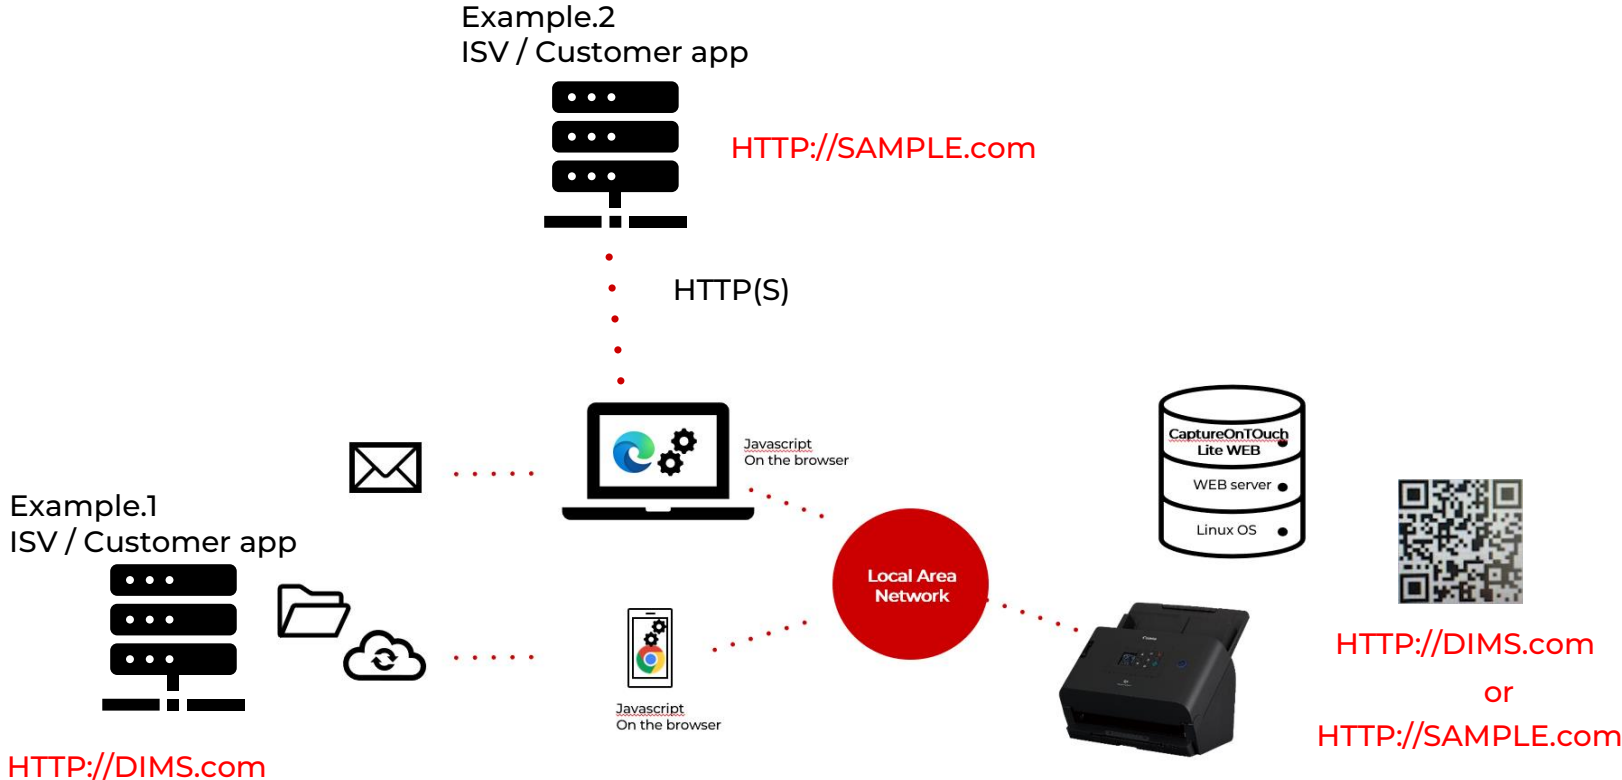 Example.2
ISV / Customer app
HTTP://SAMPLE.com
HTTP(S)
Javascript
On the browser
CaptureOnTOuch
Lite WEB
WEB server
Linux OS
Example.1
ISV / Customer app
Local Area
Network
HTTP://DIMS.com
or
HTTP://SAMPLE.com
Javascript
On the browser
HTTP://DIMS.com